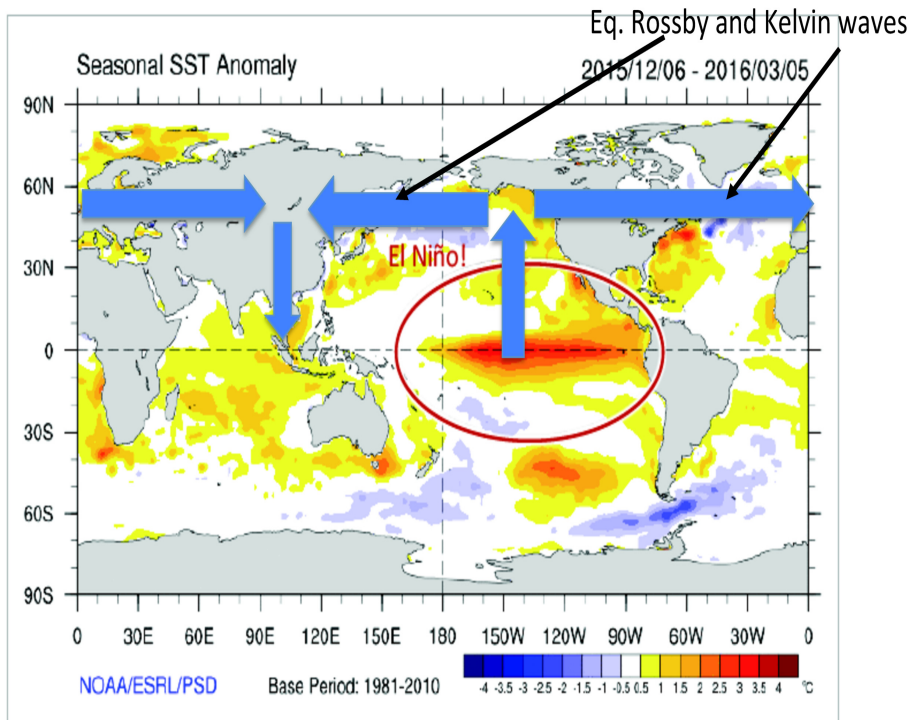 Eq. Rossby and Kelvin waves
Seasonal SST Anomaly
2015/12/06 - 2016/03/05
90N
60N
El Niño!
30N
0
30S
60S
90S
0 30E 60E 90E 120E 150E 180 150W 120W 90W 60W 30W 0
NOAA/ESRL/PSD
Base Period: 1981-2010
-4 -3.5 -3 -2.5 -2 -1.5 -1 -0.5 0.5 1 1.5 2 2.5 3 3.5 4 °C